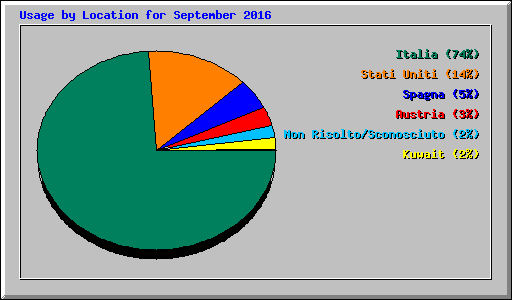 Usage by Location for September 2016
Italia (74%)
Stati Uniti (14%)
Spagna (5%)
Austria (3%)
Non Risolto/Sconosciuto (2%)
Kuwait (2%)